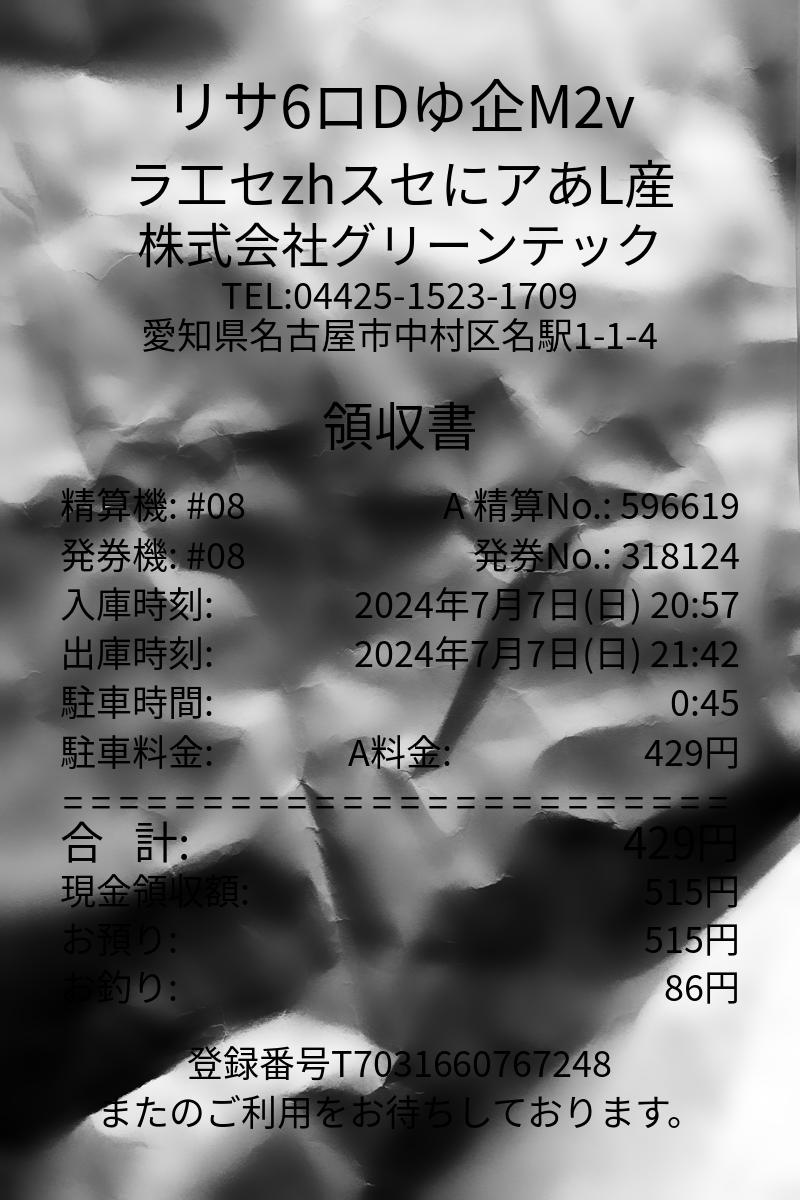 リサ6ロDゆ企M2v
ラエセzhスセにアあL産
株式会社グリーンテック
TEL:04425-1523-1709
愛知県名古屋市中村区名駅1-1-4
領収書
精算機: #08 A 精算No.: 596619
発券機: #08 発券No.: 318124
入庫時刻: 2024年7月7日(日) 20:57
出庫時刻: 2024年7月7日(日) 21:42
駐車時間: 0:45
駐車料金: A料金: 429円
========================
合 計: 429円
現金領収額: 515円
お預り: 515円
お釣り: 86円
登録番号T7031660767248
またのご利用をお待ちしております。